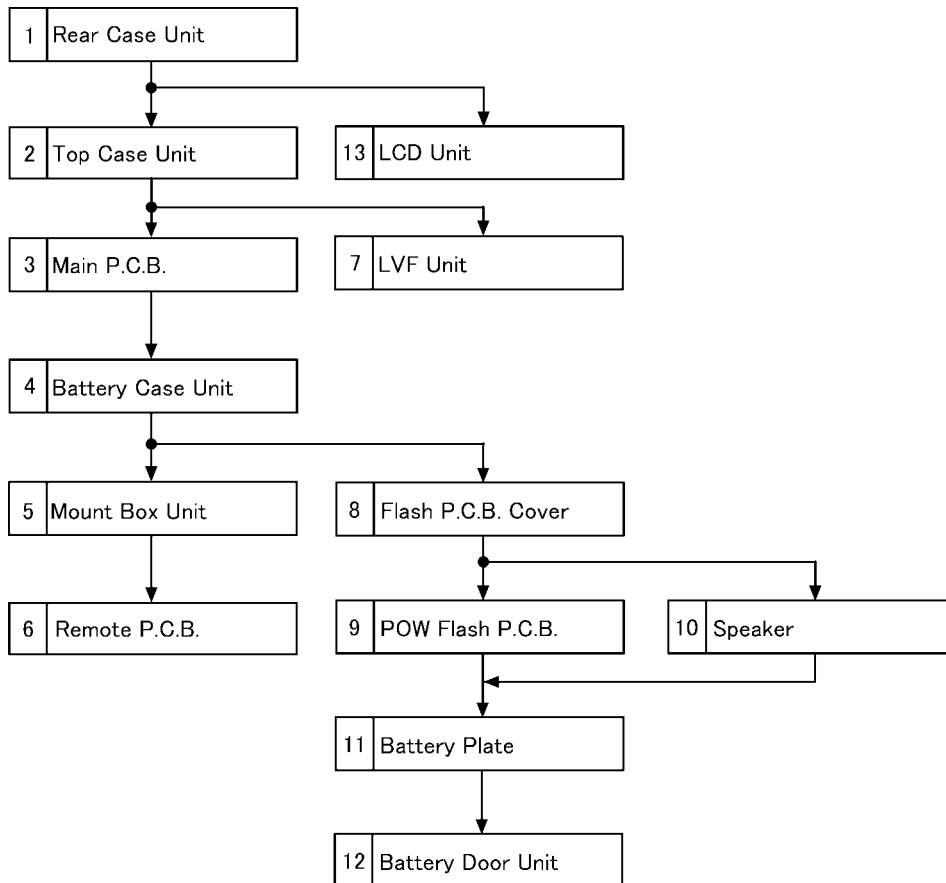 1 Rear Case Unit
2 Top Case Unit
13 LCD Unit
3 Main P.C.B.
7 LVF Unit
4 Battery Case Unit
5 Mount Box Unit
8 Flash P.C.B. Cover
6 Remote P.C.B.
9 POW Flash P.C.B.
10 Speaker
11 Battery Plate
12 Battery Door Unit